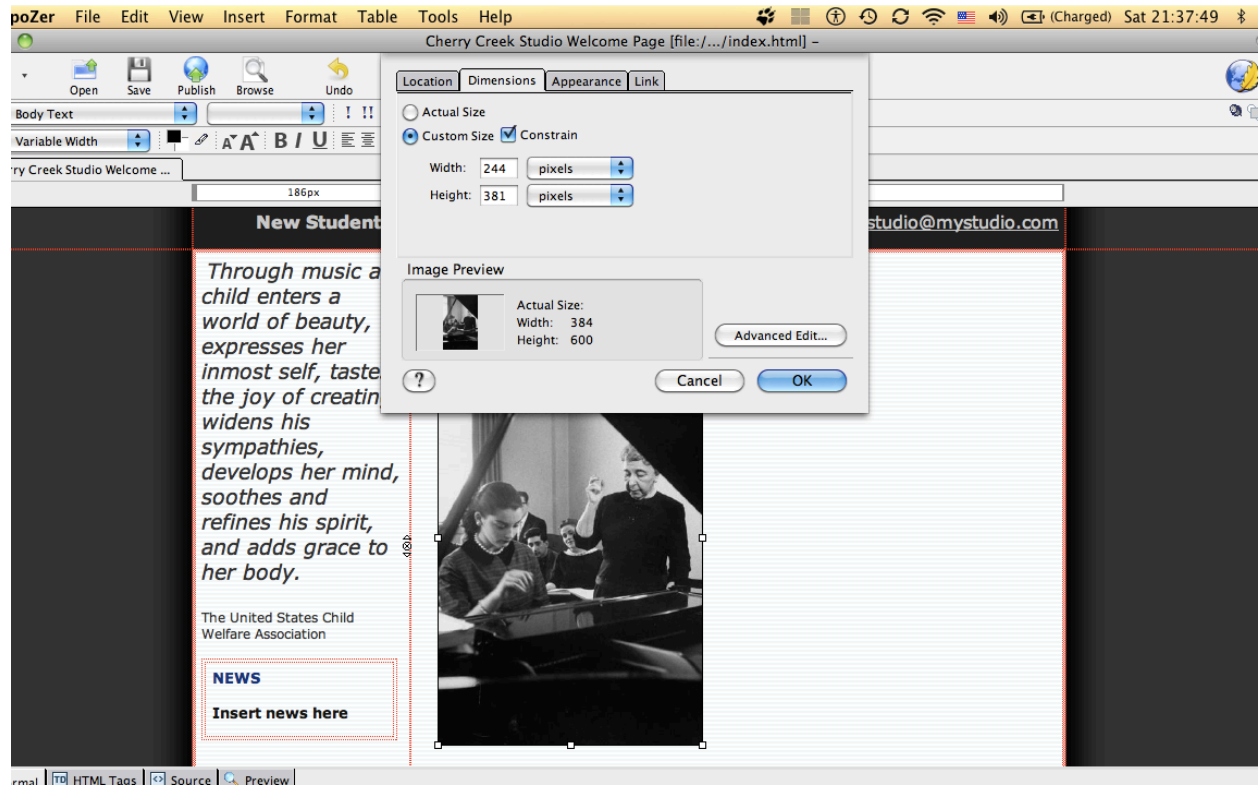 poZer File Edit View Insert Format Table Tools Help (Charged) Sat 21:37:49
Cherry Creek Studio Welcome Page [file:/.../index.html] –
Open Save Publish Browse Undo
Body Text ! !!
Variable Width A A B I U
ry Creek Studio Welcome ...
186px
Location Dimensions Appearance Link
Actual Size
Custom Size Constrain
Width: 244 pixels
Height: 381 pixels
Image Preview
Actual Size:
Width: 384
Height: 600
Advanced Edit...
? Cancel OK
New Student
studio@mystudio.com
Through music a
child enters a
world of beauty,
expresses her
inmost self, taste
the joy of creatin
widens his
sympathies,
develops her mind,
soothes and
refines his spirit,
and adds grace to
her body.
The United States Child
Welfare Association
NEWS
Insert news here
rmal TD HTML Tags <> Source Preview